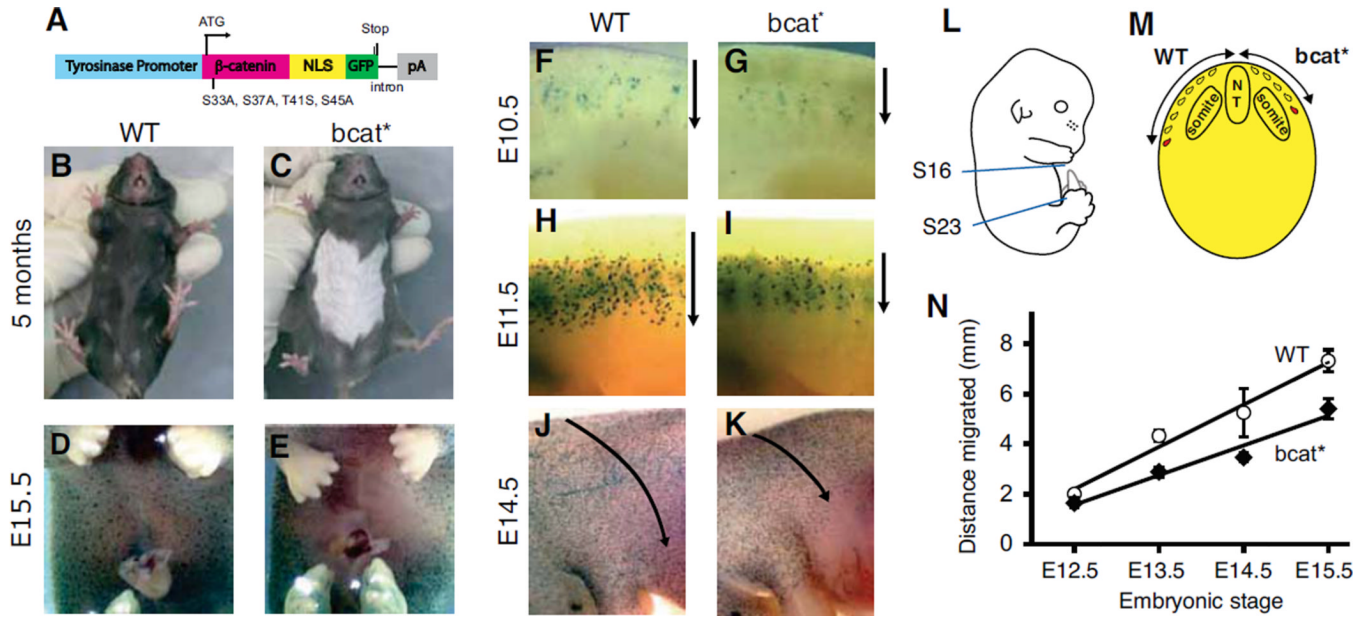 A
ATG
Stop
Tyrosinase Promoter
β-catenin
NLS
GFP
pA
intron
S33A, S37A, T41S, S45A
WT
bcat*
5 months
B
C
E15.5
D
E
WT
bcat*
E10.5
F
G
E11.5
H
I
E14.5
J
K
L
S16
S23
M
WT
bcat*
N
T
somite
somite
N
Distance migrated (mm)
8
6
4
2
0
WT
bcat*
E12.5
E13.5
E14.5
E15.5
Embryonic stage